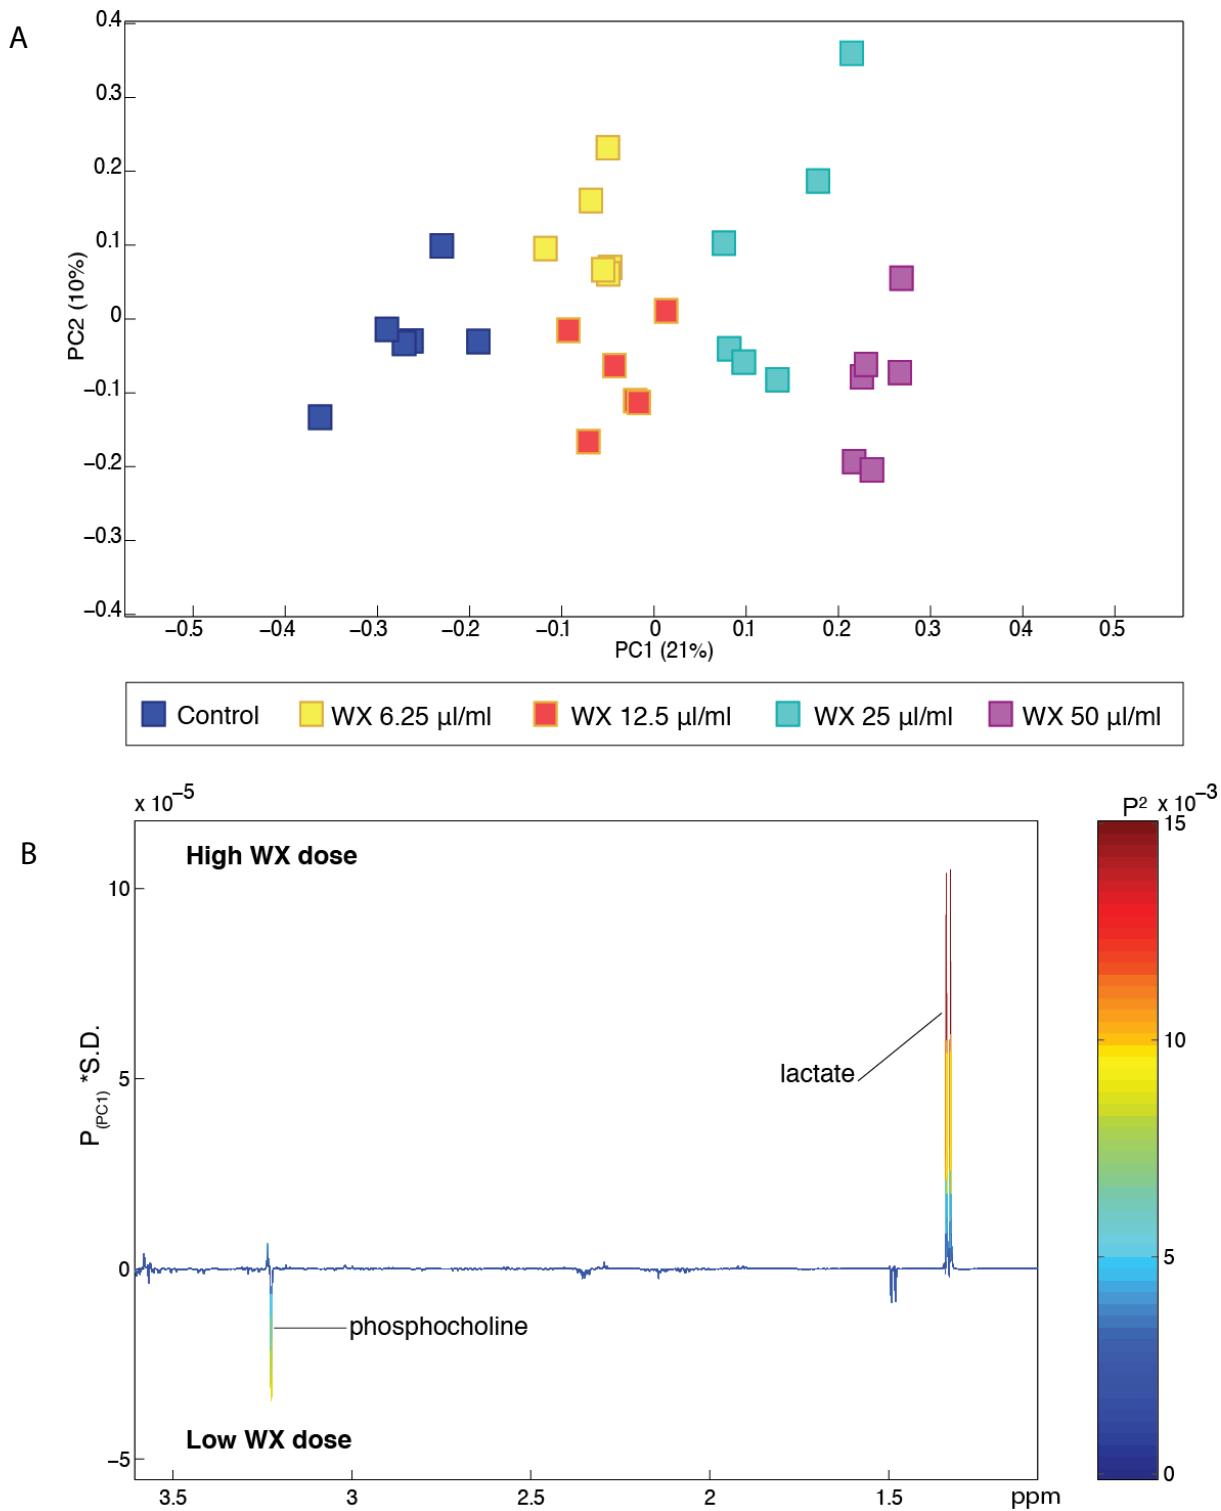 A
0.4
0.3
0.2
0.1
0
−0.1
−0.2
−0.3
−0.4
PC2 (10%)
−0.5 −0.4 −0.3 −0.2 −0.1 0 0.1 0.2 0.3 0.4 0.5
PC1 (21%)
Control WX 6.25 µl/ml WX 12.5 µl/ml WX 25 µl/ml WX 50 µl/ml
B
x 10−5
High WX dose
10
5
0
−5
P(PC1) *S.D.
lactate
phosphocholine
Low WX dose
3.5 3 2.5 2 1.5 ppm
P² x 10−3
15
10
5
0